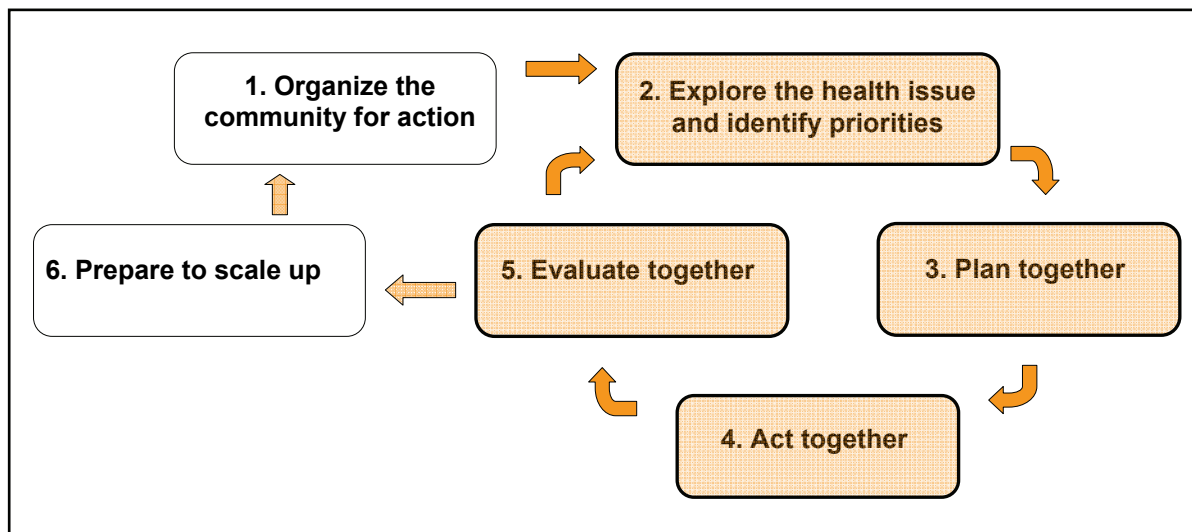 1. Organize the
community for action
2. Explore the health issue
and identify priorities
6. Prepare to scale up
5. Evaluate together
3. Plan together
4. Act together